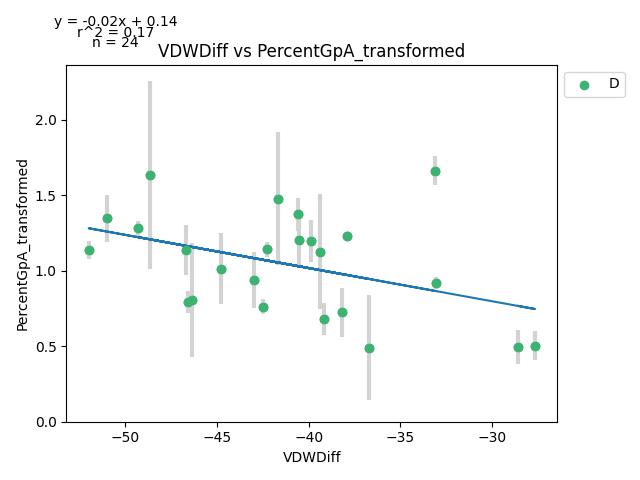 y = -0.02x + 0.14
r^2 = 0.17
n = 24
VDWDiff vs PercentGpA_transformed
D
PercentGpA_transformed
2.0
1.5
1.0
0.5
0.0
−50
−45
−40
−35
−30
VDWDiff